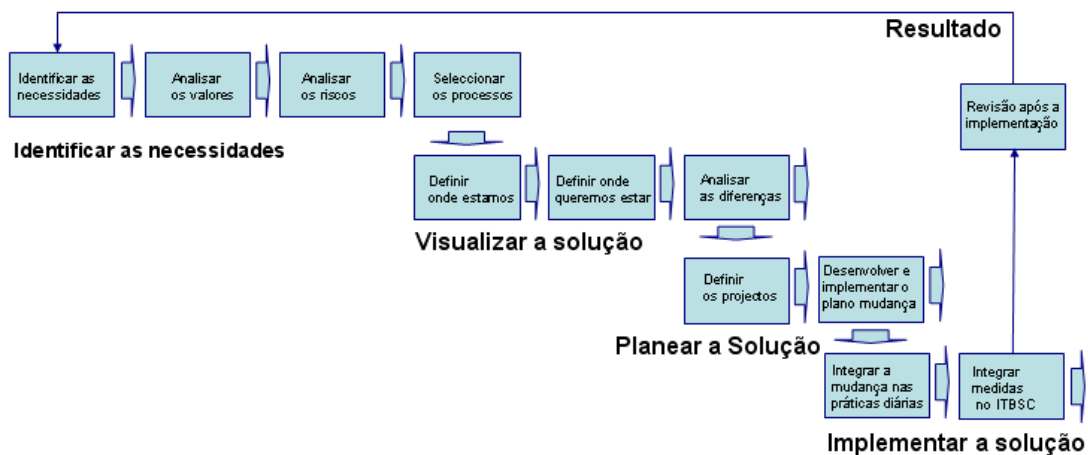 Resultado
Identificar as
necessidades
Analisar
os valores
Analisar
os riscos
Seleccionar
os processos
Revisão após a
implementação
Identificar as necessidades
Definir
onde estamos
Definir onde
queremos estar
Analisar
as diferenças
Visualizar a solução
Definir
os projectos
Desenvolver e
implementar o
plano mudança
Planear a Solução
Integrar a
mudança nas
práticas diárias
Integrar
medidas
no ITBSC
Implementar a solução